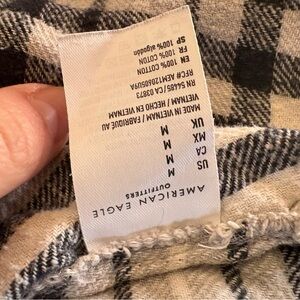 AMERICAN EAGLE
OUTFITTERS
US M
CA M
MX M
UK M
MADE IN VIETNAM / FABRIQUÉ AU
VIETNAM / HECHO EN VIETNAM
RN 54485 / CA 03873
RFC# AEM1206050Y9A
EN 100% COTTON
FR 100% COTON
SP 100% algodón